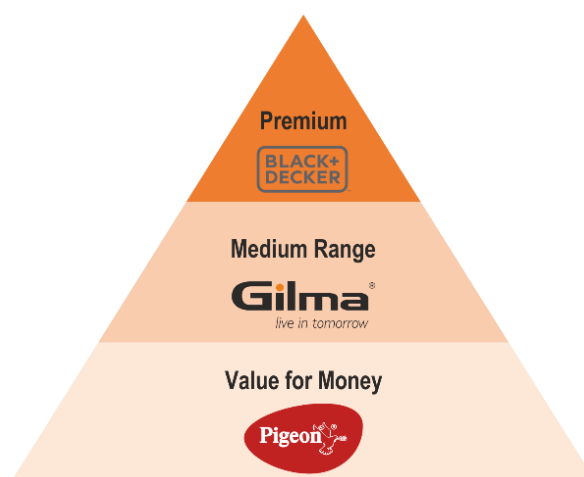 Premium
BLACK+
DECKER
Medium Range
Gilma®
live in tomorrow
Value for Money
Pigeon®